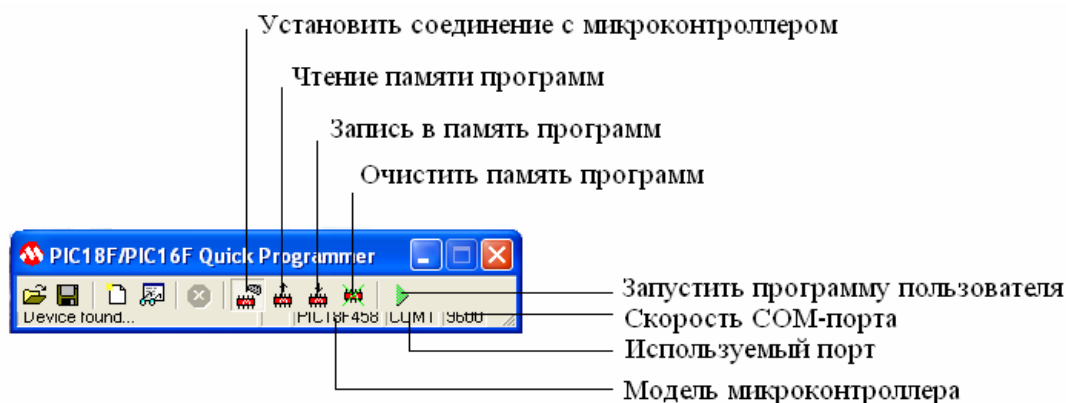 Установить соединение с микроконтроллером
Чтение памяти программ
Запись в память программ
Очистить память программ
PIC18F/PIC16F Quick Programmer
Запустить программу пользователя
Device found... PIC18F458 COM1 9600
Скорость COM-порта
Используемый порт
Модель микроконтроллера